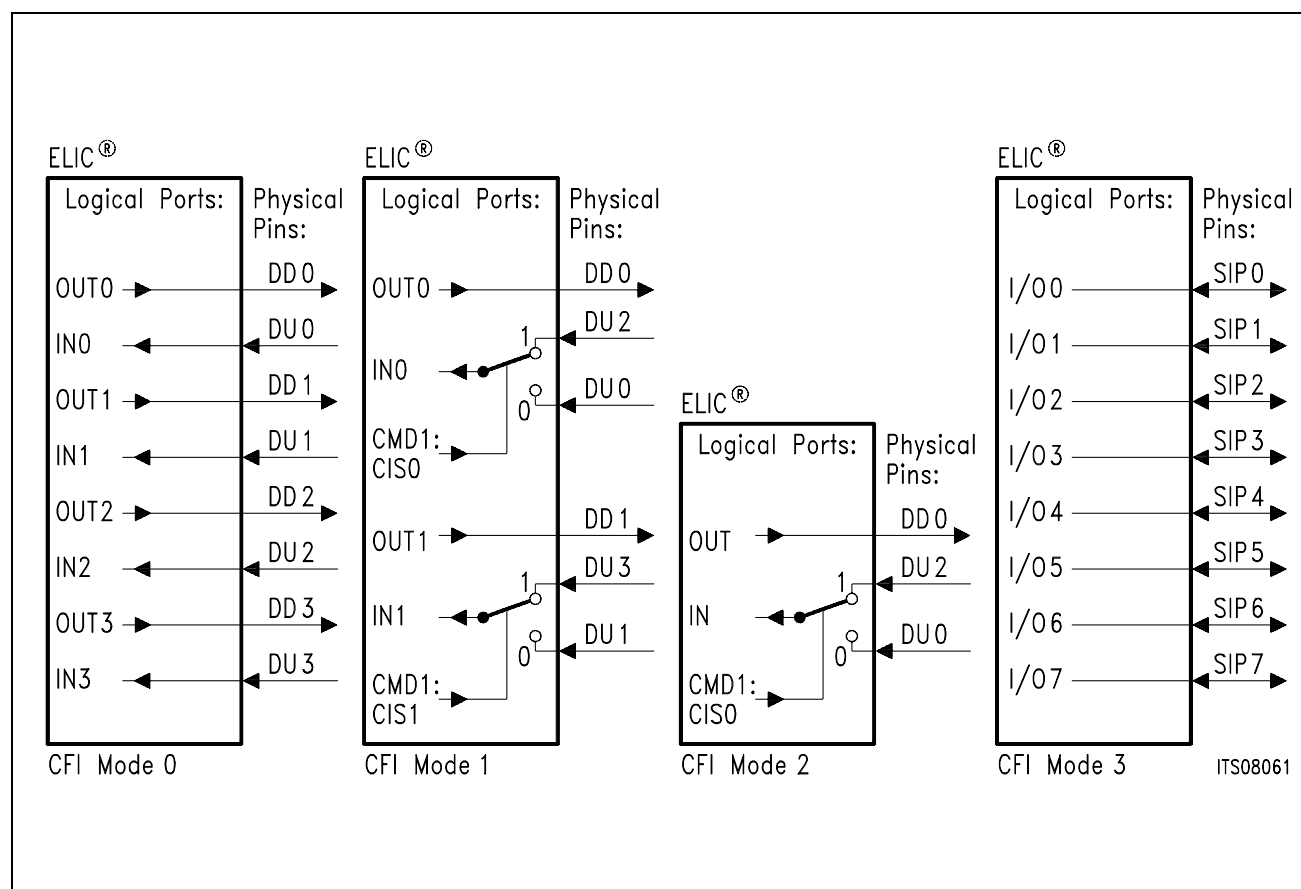 ELIC®
Logical Ports:
Physical
Pins:
OUT0
DD0
IN0
DU0
OUT1
DD1
IN1
DU1
OUT2
DD2
IN2
DU2
OUT3
DD3
IN3
DU3
CFI Mode 0
ELIC®
Logical Ports:
Physical
Pins:
OUT0
DD0
1
DU2
IN0
0
DU0
CMD1:
CIS0
OUT1
DD1
1
DU3
IN1
0
DU1
CMD1:
CIS1
CFI Mode 1
ELIC®
Logical Ports:
Physical
Pins:
OUT
DD0
1
DU2
IN
0
DU0
CMD1:
CIS0
CFI Mode 2
ELIC®
Logical Ports:
Physical
Pins:
I/O0
SIP0
I/O1
SIP1
I/O2
SIP2
I/O3
SIP3
I/O4
SIP4
I/O5
SIP5
I/O6
SIP6
I/O7
SIP7
CFI Mode 3
ITS08061